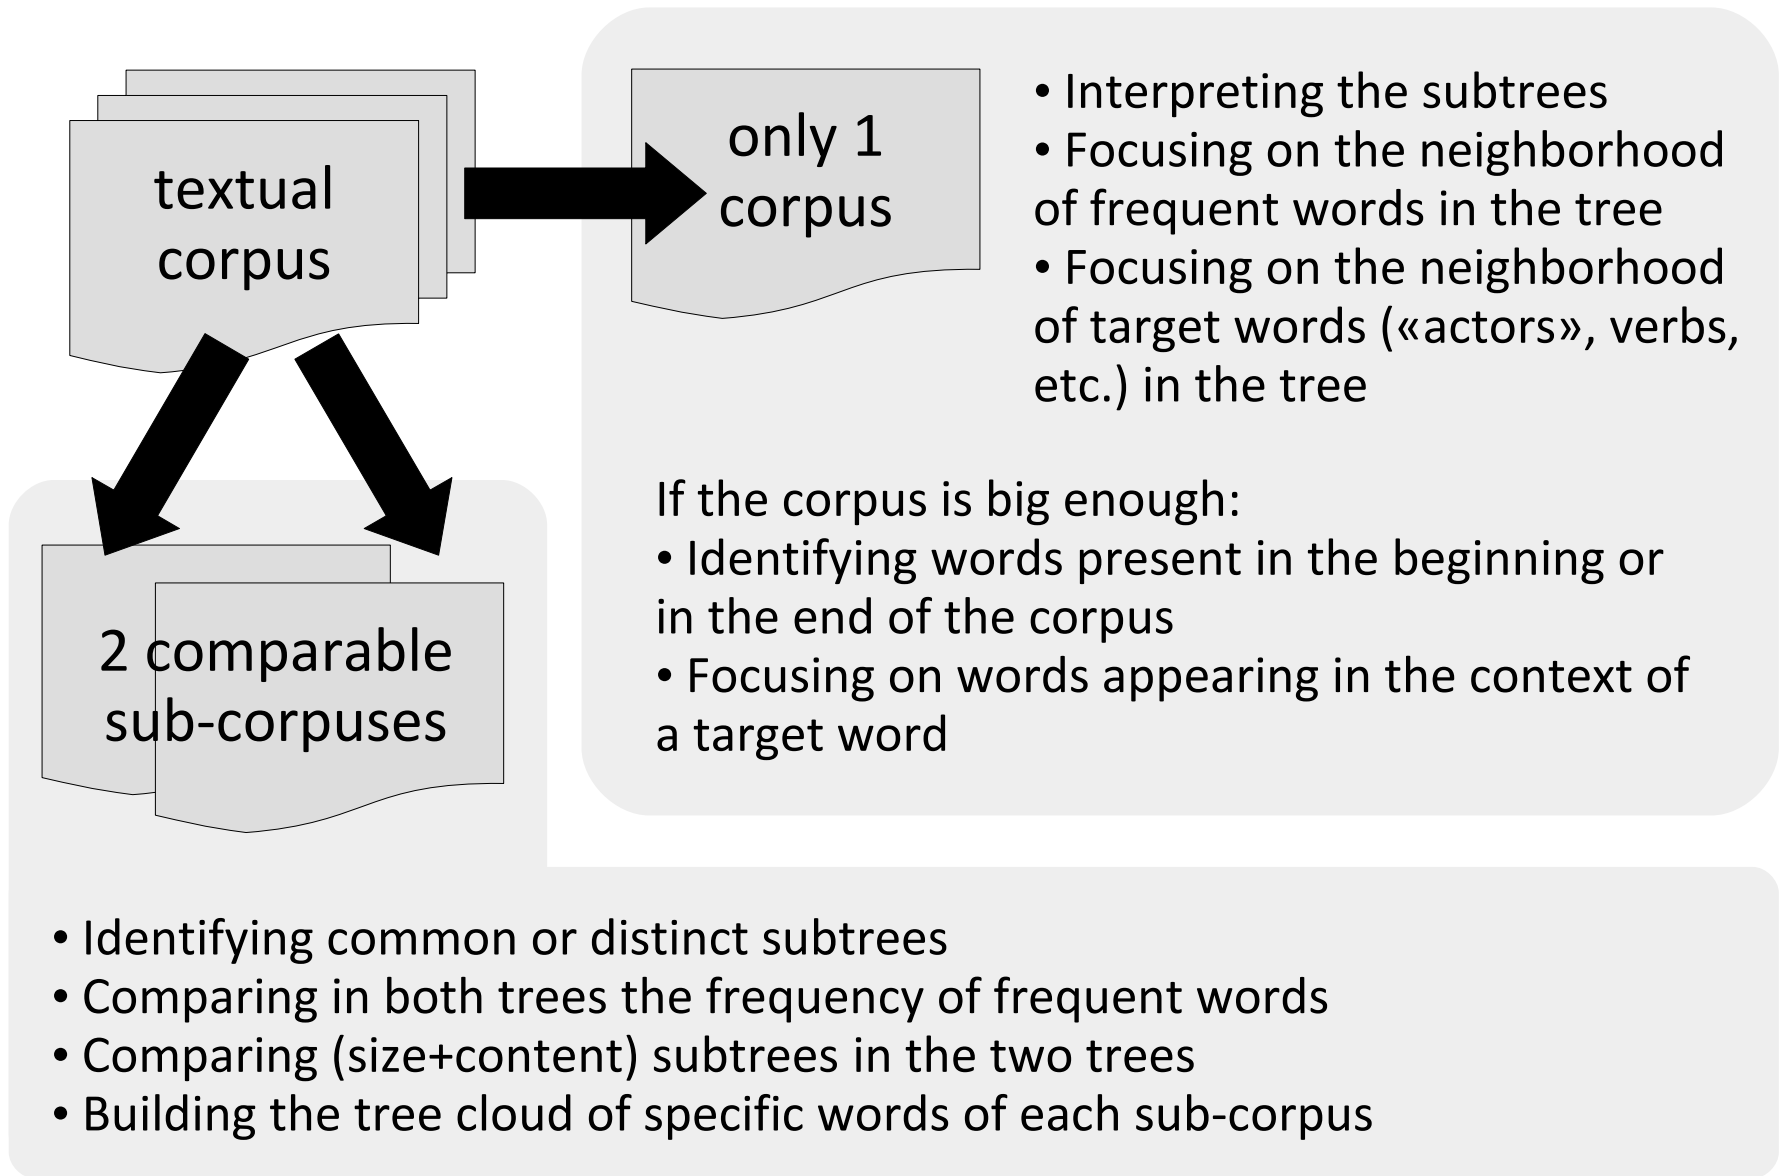 textual
corpus
only 1
corpus
• Interpreting the subtrees
• Focusing on the neighborhood
of frequent words in the tree
• Focusing on the neighborhood
of target words («actors», verbs,
etc.) in the tree
If the corpus is big enough:
• Identifying words present in the beginning or
in the end of the corpus
• Focusing on words appearing in the context of
a target word
2 comparable
sub-corpuses
• Identifying common or distinct subtrees
• Comparing in both trees the frequency of frequent words
• Comparing (size+content) subtrees in the two trees
• Building the tree cloud of specific words of each sub-corpus